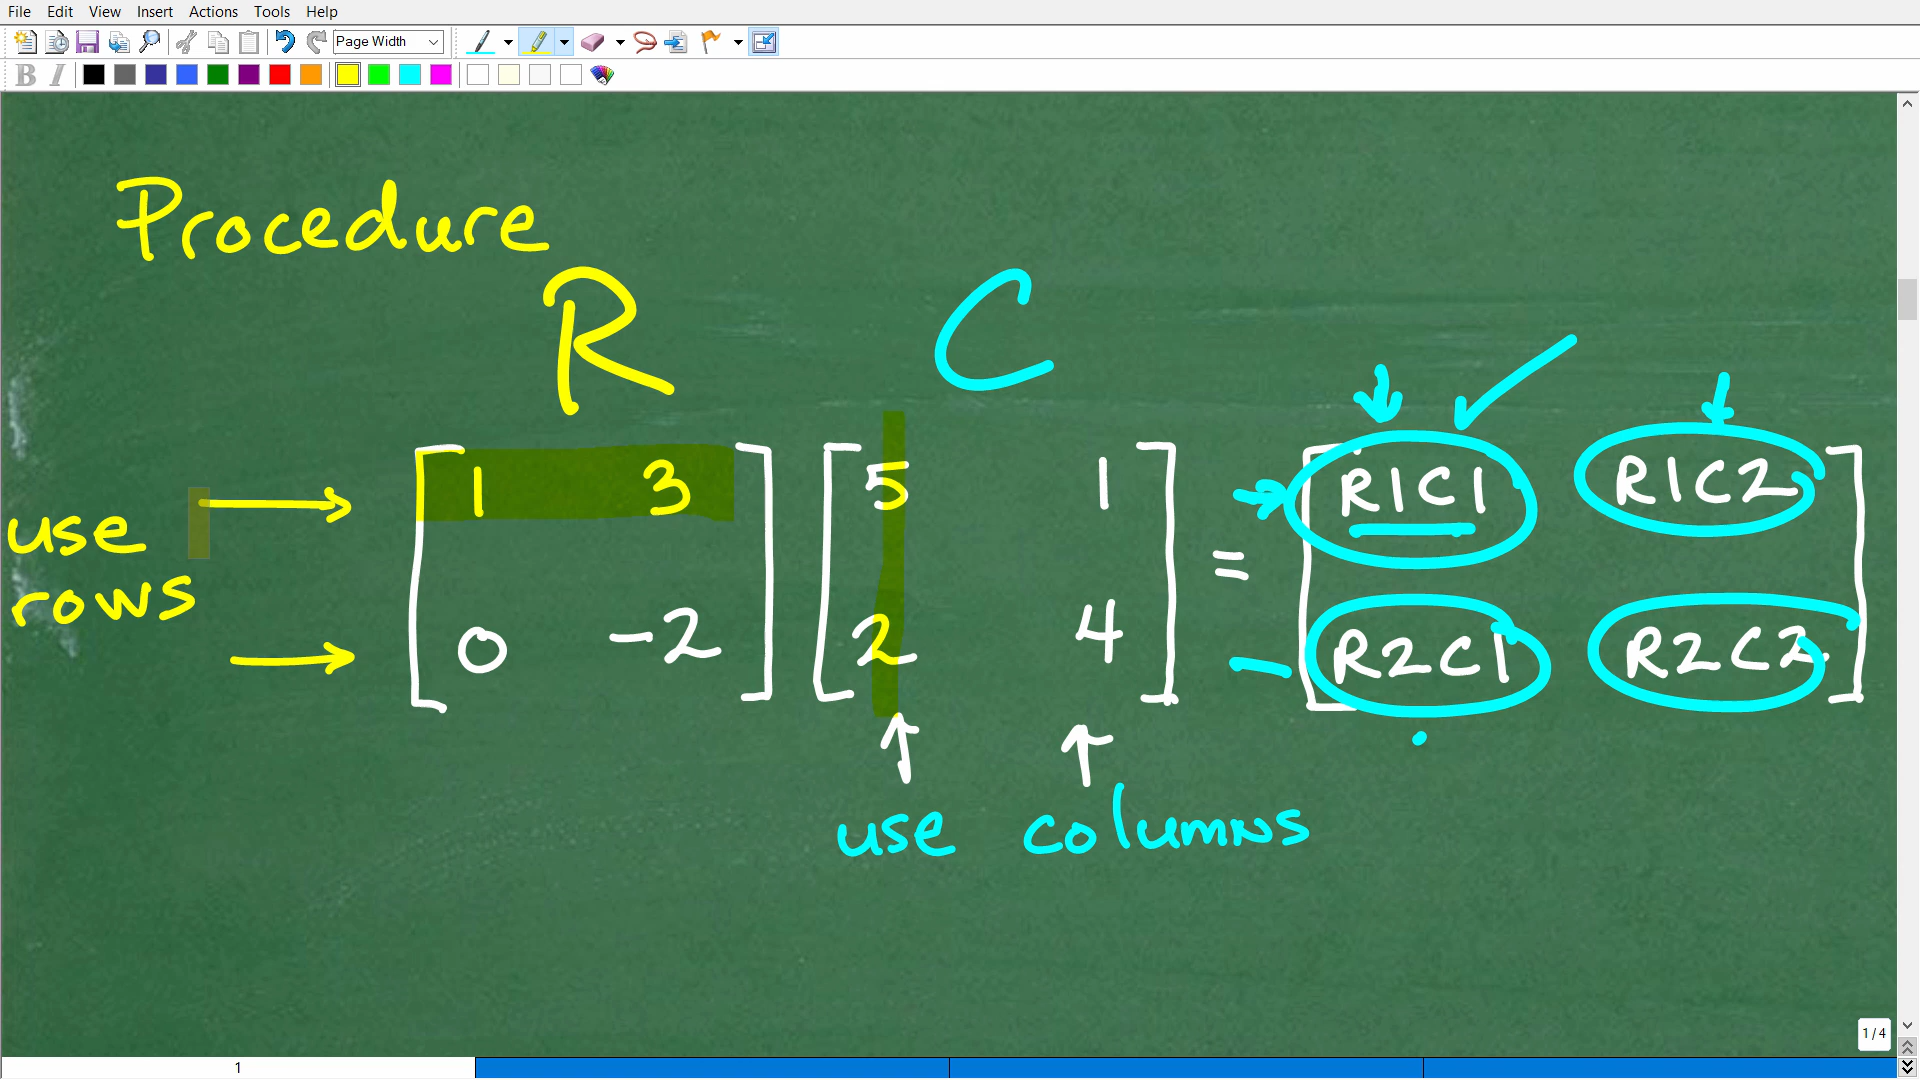 File Edit View Insert Actions Tools Help
Page Width
B I
Procedure
R C
use
rows
1 3
0 -2
5 1
2 4
=
R1C1 R1C2
R2C1 R2C2
use columns
1/4
1